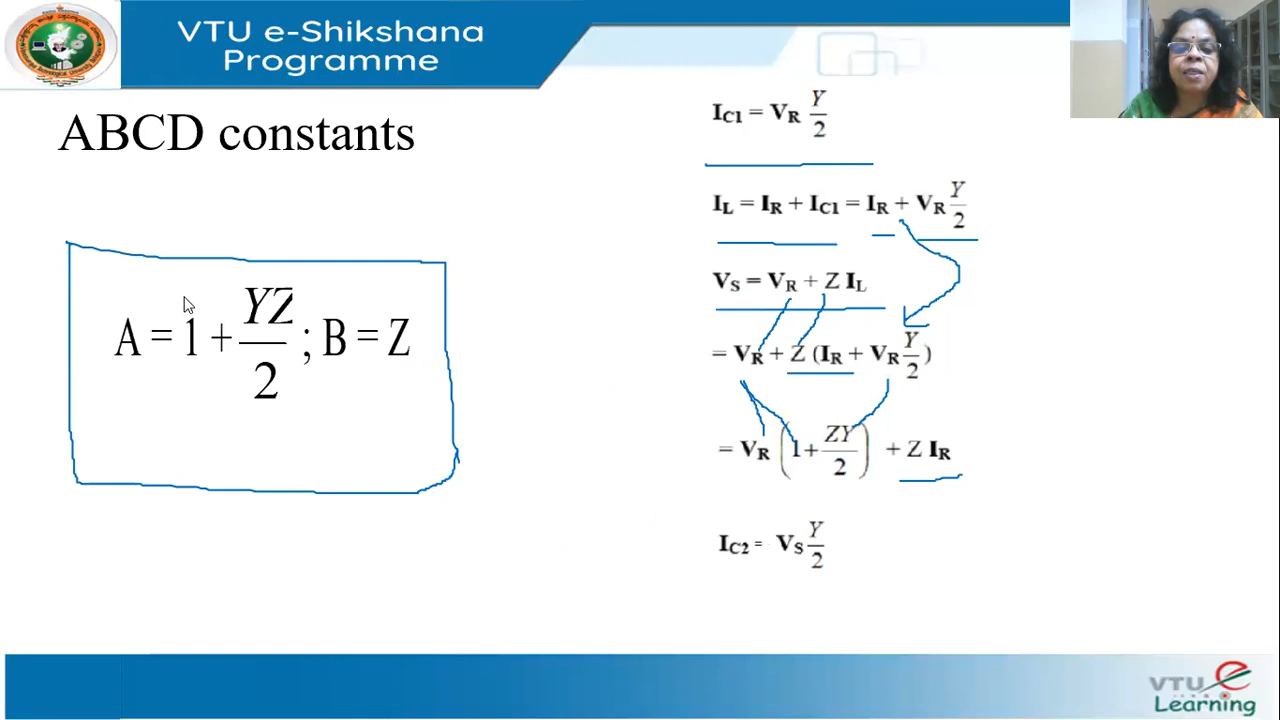 VTU e-Shikshana
Programme
ABCD constants
A = 1 + YZ/2 ; B = Z
I_C1 = V_R Y/2
I_L = I_R + I_C1 = I_R + V_R Y/2
V_S = V_R + Z I_L
= V_R + Z (I_R + V_R Y/2)
= V_R (1 + ZY/2) + Z I_R
I_C2 = V_S Y/2
VTU e
Learning